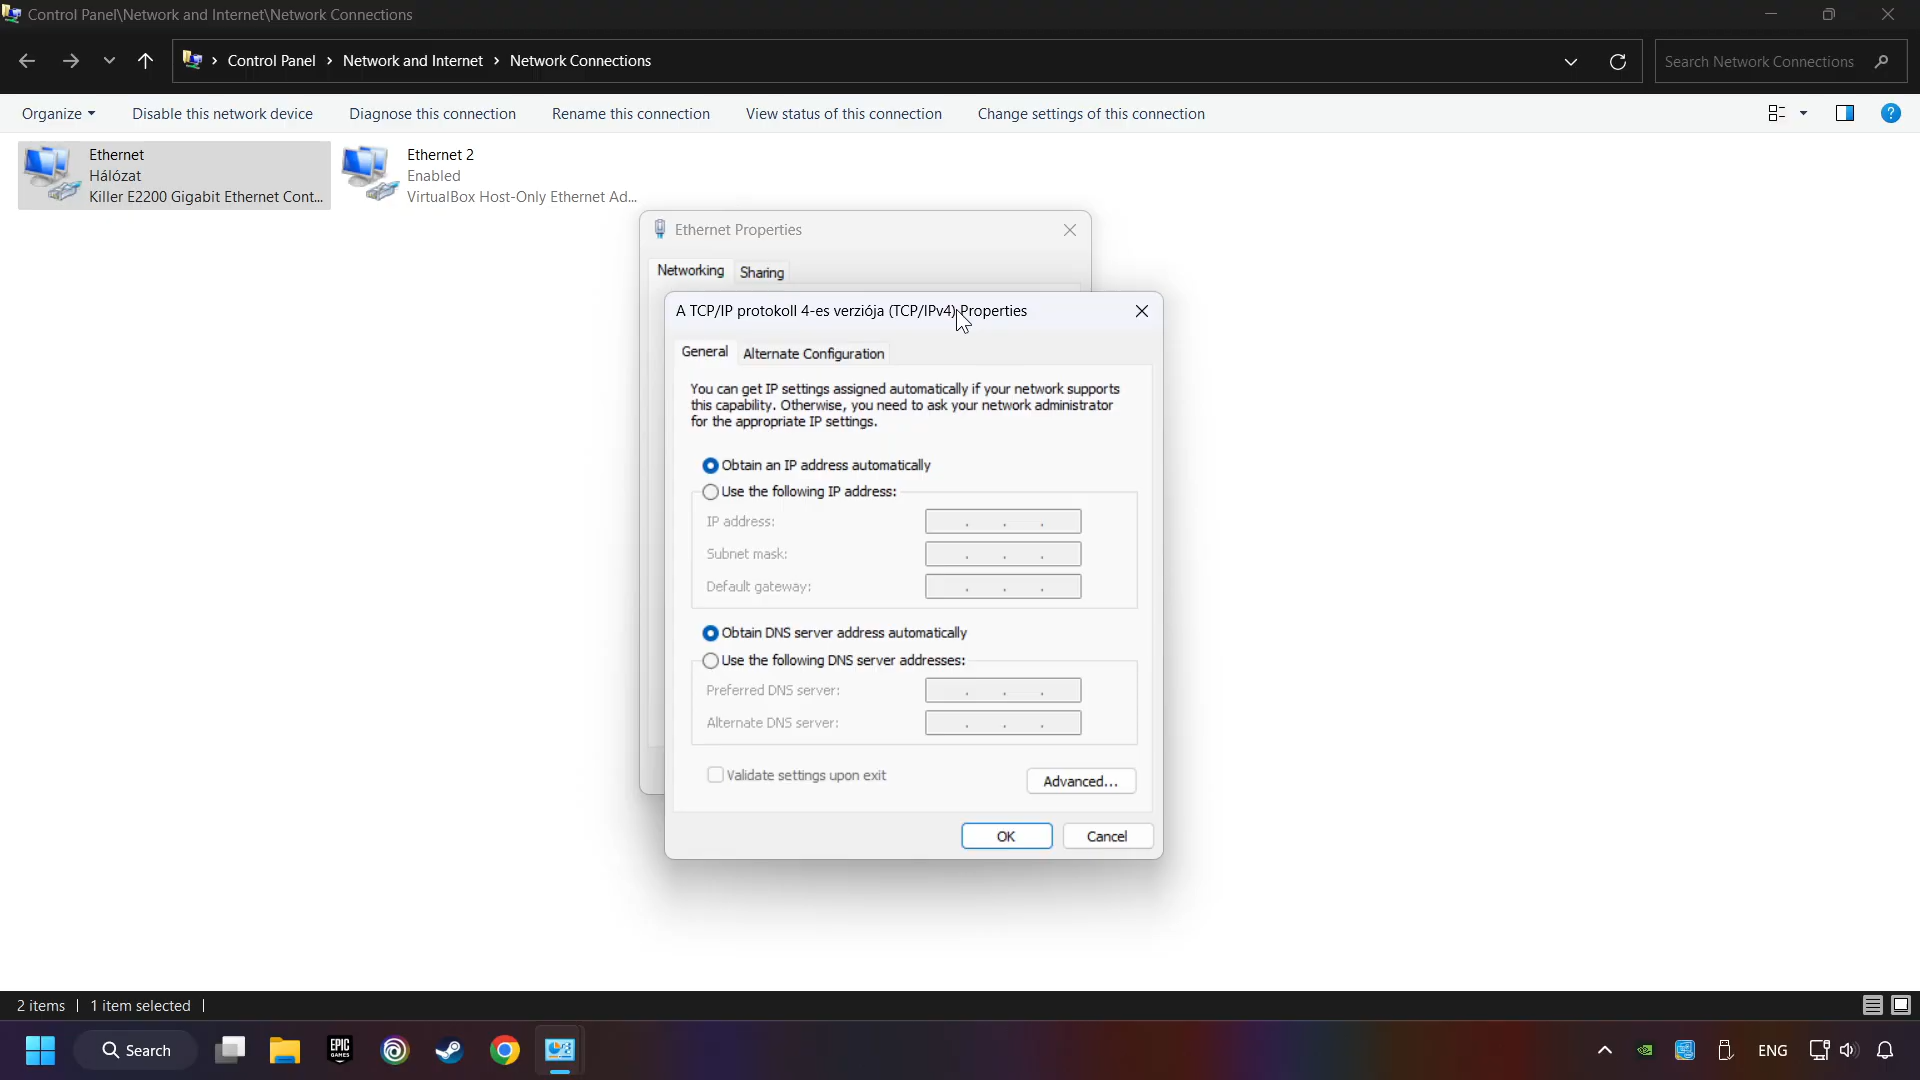 Control Panel\Network and Internet\Network Connections
Control Panel > Network and Internet > Network Connections
Search Network Connections
Organize
Disable this network device
Diagnose this connection
Rename this connection
View status of this connection
Change settings of this connection
Ethernet
Hálózat
Killer E2200 Gigabit Ethernet Cont...
Ethernet 2
Enabled
VirtualBox Host-Only Ethernet Ad...
Ethernet Properties
Networking
Sharing
A TCP/IP protokoll 4-es verziója (TCP/IPv4) Properties
General
Alternate Configuration
You can get IP settings assigned automatically if your network supports
this capability. Otherwise, you need to ask your network administrator
for the appropriate IP settings.
Obtain an IP address automatically
Use the following IP address:
IP address:
Subnet mask:
Default gateway:
Obtain DNS server address automatically
Use the following DNS server addresses:
Preferred DNS server:
Alternate DNS server:
Validate settings upon exit
Advanced...
OK
Cancel
2 items
1 item selected
Search
EPIC
GAMES
ENG